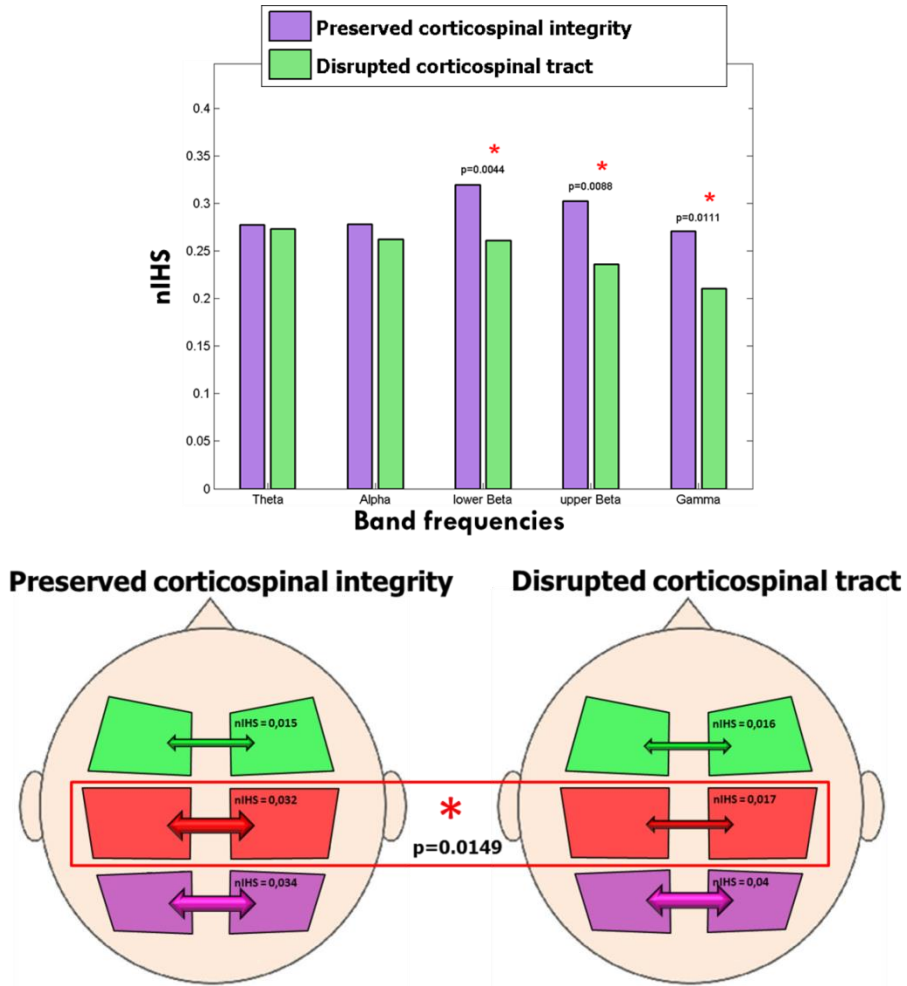 Preserved corticospinal integrity
Disrupted corticospinal tract
0.4
0.35
0.3
0.25
0.2
0.15
0.1
0.05
0
nIHS
*
p=0.0044
*
p=0.0088
*
p=0.0111
Theta
Alpha
lower Beta
upper Beta
Gamma
Band frequencies
Preserved corticospinal integrity
Disrupted corticospinal tract
nIHS = 0,015
nIHS = 0,016
nIHS = 0,032
*
p=0.0149
nIHS = 0,017
nIHS = 0,034
nIHS = 0,04